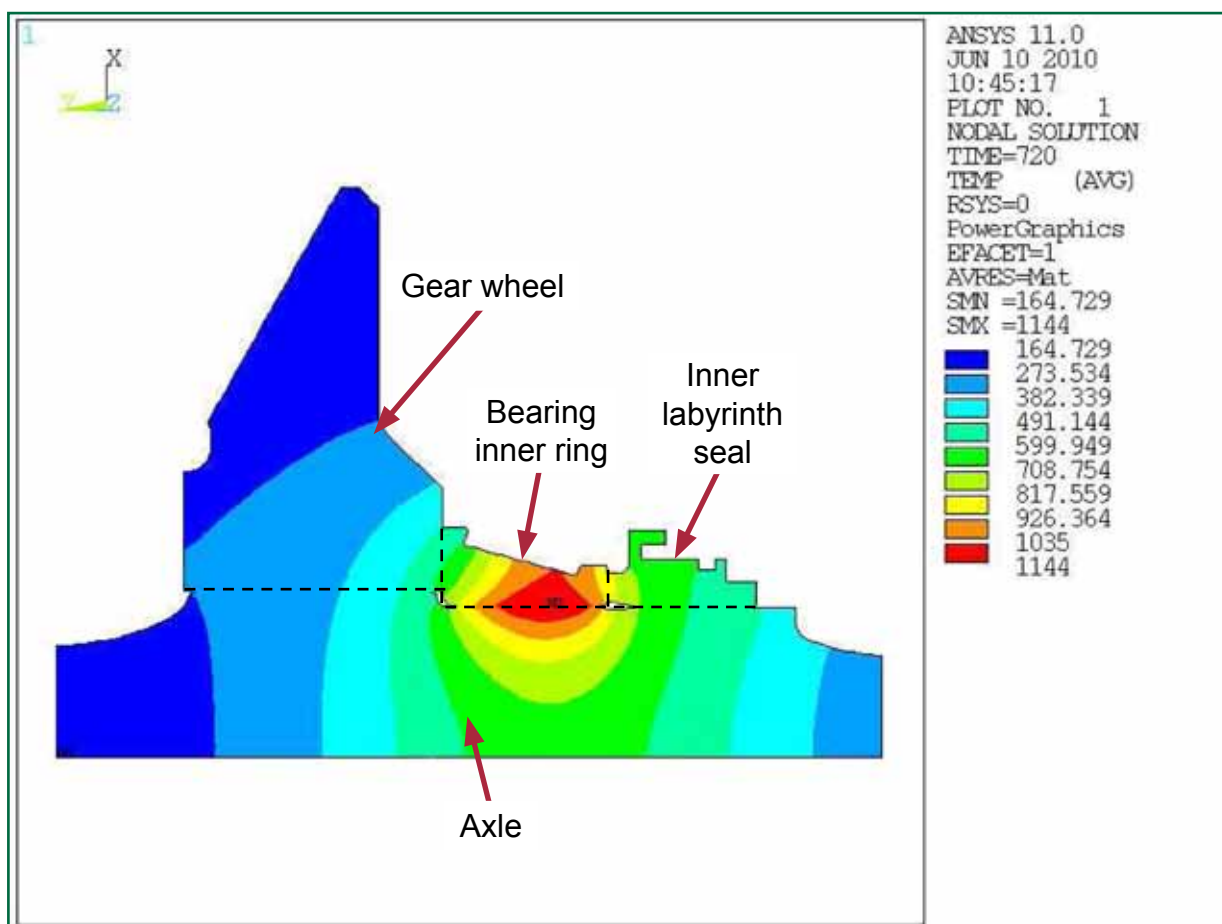 1
X
Y
Z
ANSYS 11.0
JUN 10 2010
10:45:17
PLOT NO. 1
NODAL SOLUTION
TIME=720
TEMP (AVG)
RSYS=0
PowerGraphics
EFACET=1
AVRES=Mat
SMN =164.729
SMX =1144
164.729
273.534
382.339
491.144
599.949
708.754
817.559
926.364
1035
1144
Gear wheel
Bearing
inner ring
Inner
labyrinth
seal
Axle